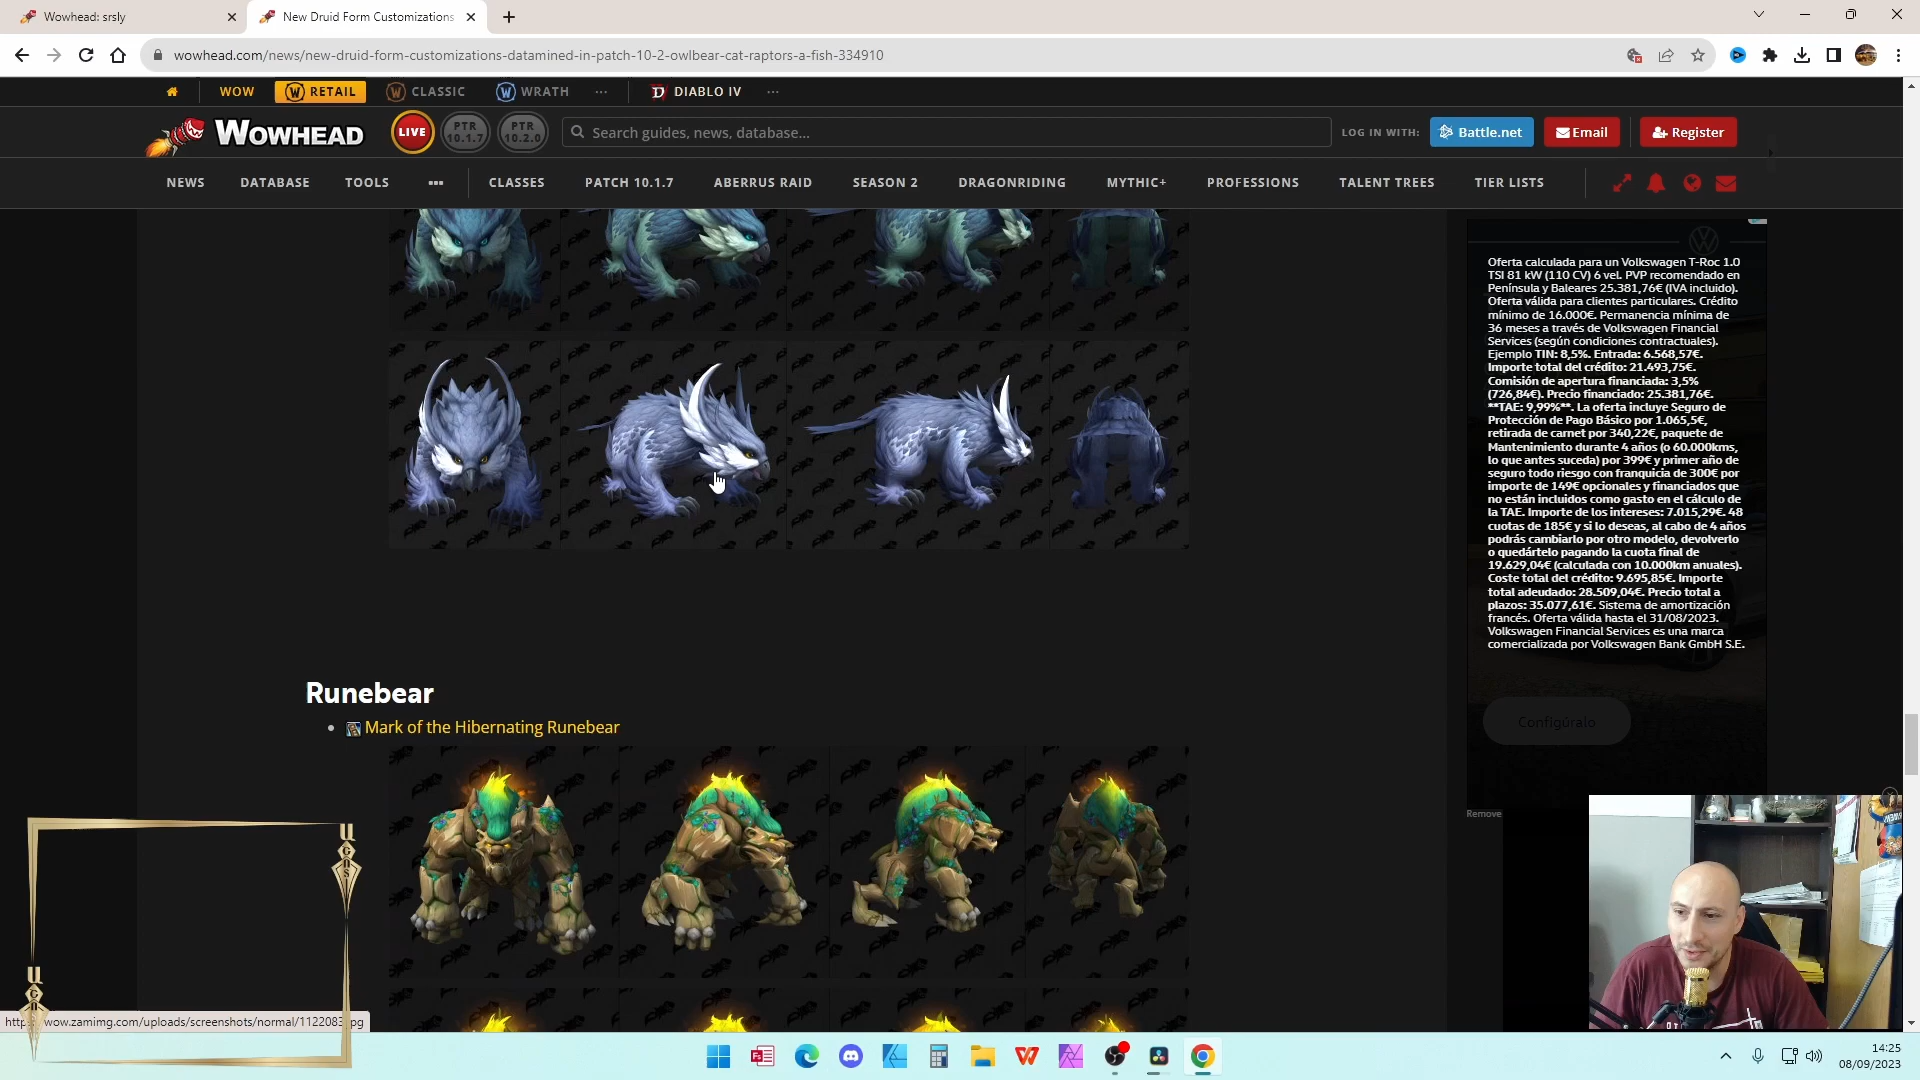 Wowhead: srsly
New Druid Form Customizations
wowhead.com/news/new-druid-form-customizations-datamined-in-patch-10-2-owlbear-cat-raptors-a-fish-334910
WOW
RETAIL
CLASSIC
WRATH
DIABLO IV
WOWHEAD
LIVE
PTR
10.1.7
PTR
10.2.0
Search guides, news, database...
LOG IN WITH:
Battle.net
Email
Register
NEWS
DATABASE
TOOLS
CLASSES
PATCH 10.1.7
ABERRUS RAID
SEASON 2
DRAGONRIDING
MYTHIC+
PROFESSIONS
TALENT TREES
TIER LISTS
Oferta calculada para un Volkswagen T-Roc 1.0
TSI 81 kW (110 CV) 6 vel. PVP recomendado en
Península y Baleares 25.381,76€ (IVA incluido).
Oferta válida para clientes particulares. Crédito
mínimo de 16.000€. Permanencia mínima de
36 meses a través de Volkswagen Financial
Services (según condiciones contractuales).
Ejemplo TIN: 8,5%. Entrada: 6.568,57€.
Importe total del crédito: 21.493,75€.
Comisión de apertura financiada: 3,5%
(726,84€). Precio financiado: 25.381,76€.
**TAE: 9,99%**. La oferta incluye Seguro de
Protección de Pago Básico por 1.065,5€,
retirada de carnet por 340,22€, paquete de
Mantenimiento durante 4 años (o 60.000kms,
lo que antes suceda) por 399€ y primer año de
seguro todo riesgo con franquicia de 300€ por
importe de 149€ opcionales y financiados que
no están incluidos como gasto en el cálculo de
la TAE. Importe de los intereses: 7.015,29€. 48
cuotas de 185€ y si lo deseas, al cabo de 4 años
podrás cambiarlo por otro modelo, devolverlo
o quedártelo pagando la cuota final de
19.629,04€ (calculada con 10.000km anuales).
Coste total del crédito: 9.695,85€. Importe
total adeudado: 28.509,04€. Precio total a
plazos: 35.077,61€. Sistema de amortización
francés. Oferta válida hasta el 31/08/2023.
Volkswagen Financial Services es una marca
comercializada por Volkswagen Bank GmbH S.E.
Configúralo
Remove
Runebear
Mark of the Hibernating Runebear
wow.zamimg.com/uploads/screenshots/normal/1122083
14:25
08/09/2023